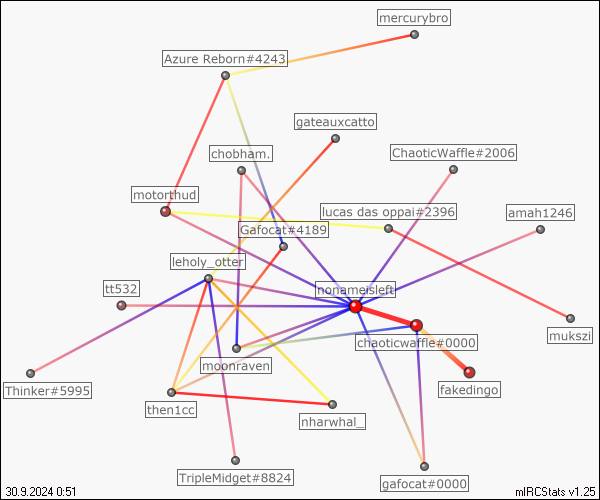 mercurybro
Azure Reborn#4243
gateauxcatto
chobham.
ChaoticWaffle#2006
motorthud
lucas das oppai#2396
amah1246
Gafocat#4189
leholy_otter
tt532
nonameisleft
chaoticwaffle#0000
mukszi
moonraven
Thinker#5995
fakedingo
then1cc
nharwhal_
TripleMidget#8824
gafocat#0000
30.9.2024 0:51
mIRCStats v1.25